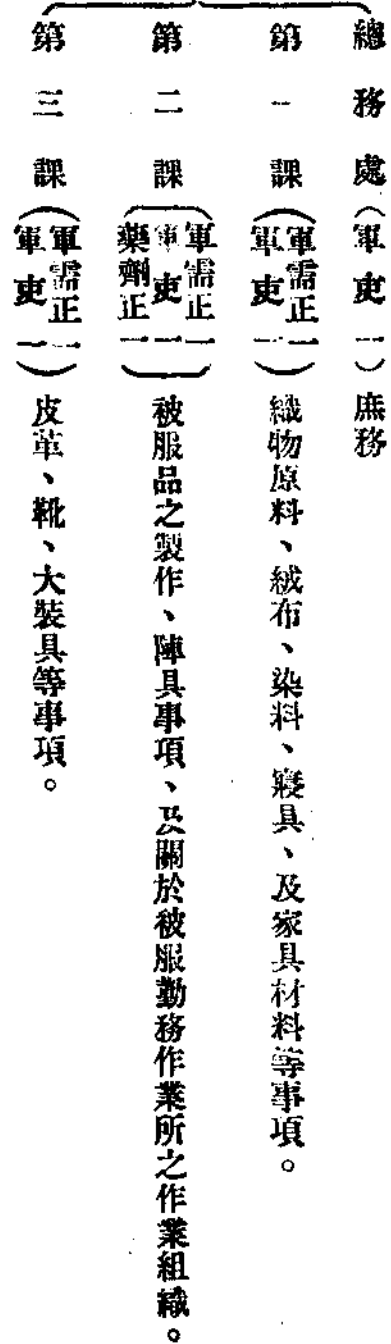 總務處（軍吏一）庶務
第一課（軍需正一軍吏一）織物原料、絨布、染料、寢具、及家具材料等事項。
第二課（軍需正一軍吏一藥劑正一）被服品之製作、陣具事項、及關於被服勤務作業所之作業組織。
第三課（軍需正一軍吏一）皮革、靴、大裝具等事項。